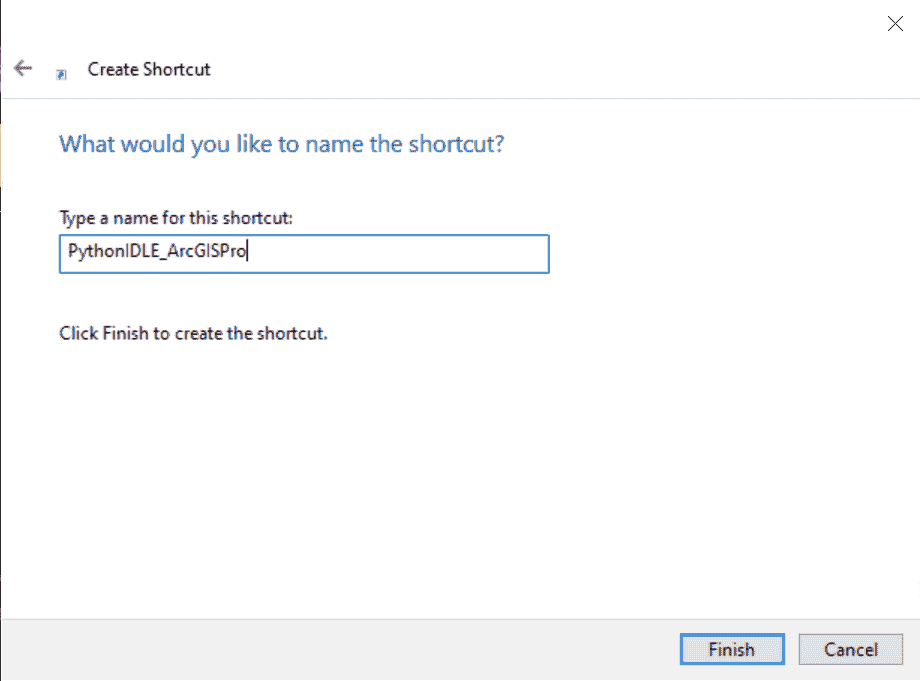 Create Shortcut
What would you like to name the shortcut?
Type a name for this shortcut:
PythonIDLE_ArcGISPro
Click Finish to create the shortcut.
Finish
Cancel